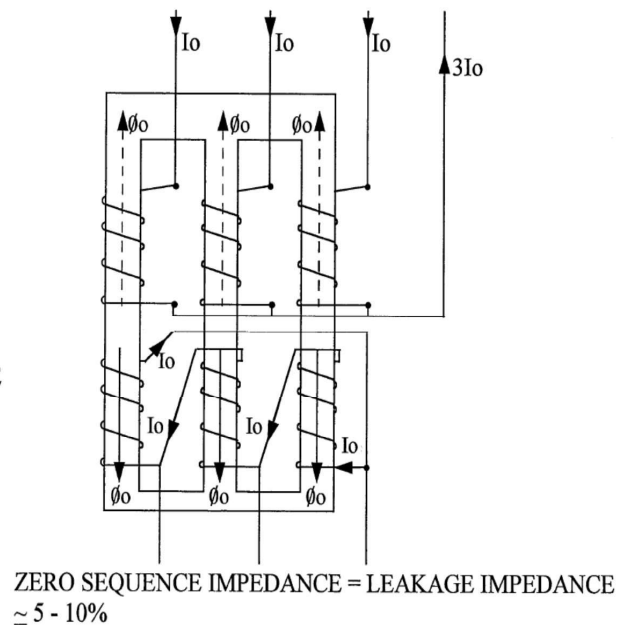 Io Io Io
3Io
Øo Øo Øo
Io
Io Io Io
Øo Øo Øo
ZERO SEQUENCE IMPEDANCE = LEAKAGE IMPEDANCE
≃ 5 - 10%